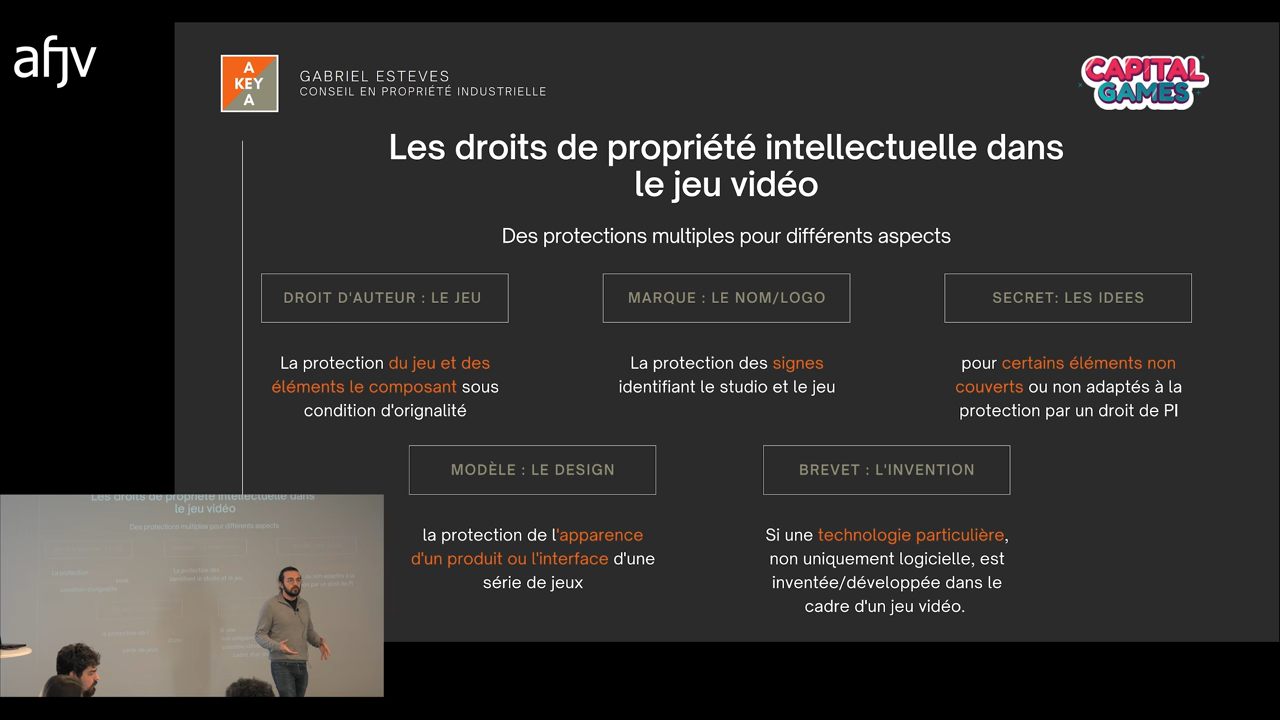 afjv
A
KEY
A
GABRIEL ESTEVES
CONSEIL EN PROPRIÉTÉ INDUSTRIELLE
CAPITAL
GAMES
Les droits de propriété intellectuelle dans
le jeu vidéo
Des protections multiples pour différents aspects
DROIT D'AUTEUR : LE JEU
La protection du jeu et des
éléments le composant sous
condition d'orignalité
MARQUE : LE NOM/LOGO
La protection des signes
identifiant le studio et le jeu
SECRET: LES IDEES
pour certains éléments non
couverts ou non adaptés à la
protection par un droit de PI
MODÈLE : LE DESIGN
la protection de l'apparence
d'un produit ou l'interface d'une
série de jeux
BREVET : L'INVENTION
Si une technologie particulière,
non uniquement logicielle, est
inventée/développée dans le
cadre d'un jeu vidéo.
Les droits de propriété intellectuelle dans
le jeu vidéo
Des protections multiples pour différents aspects